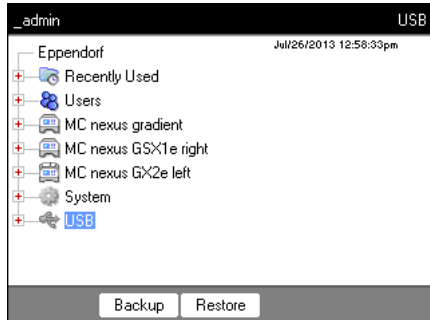 _admin USB
Eppendorf Jul/26/2013 12:58:33pm
Recently Used
Users
MC nexus gradient
MC nexus GSX1e right
MC nexus GX2e left
System
USB
Backup Restore